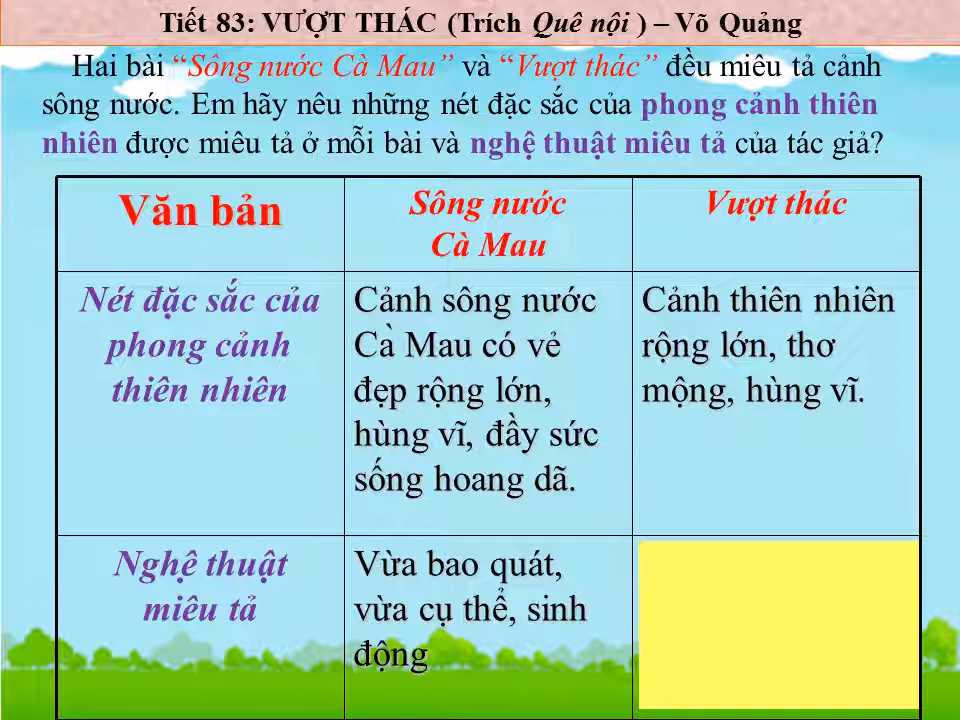 Tiết 83: VƯỢT THÁC (Trích Quê nội ) – Võ Quảng
Hai bài “Sông nước Cà Mau” và “Vượt thác” đều miêu tả cảnh
sông nước. Em hãy nêu những nét đặc sắc của phong cảnh thiên
nhiên được miêu tả ở mỗi bài và nghệ thuật miêu tả của tác giả?
Văn bản
Sông nước
Cà Mau
Vượt thác
Nét đặc sắc của
phong cảnh
thiên nhiên
Cảnh sông nước
Cà Mau có vẻ
đẹp rộng lớn,
hùng vĩ, đầy sức
sống hoang dã.
Cảnh thiên nhiên
rộng lớn, thơ
mộng, hùng vĩ.
Nghệ thuật
miêu tả
Vừa bao quát,
vừa cụ thể, sinh
động